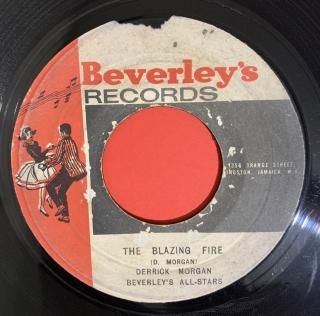 Beverley's
RECORDS
ORANGE STREET,
KINGSTON, JAMAICA, W.I.
THE BLAZING FIRE
(D. MORGAN)
DERRICK MORGAN
BEVERLEY'S ALL-STARS